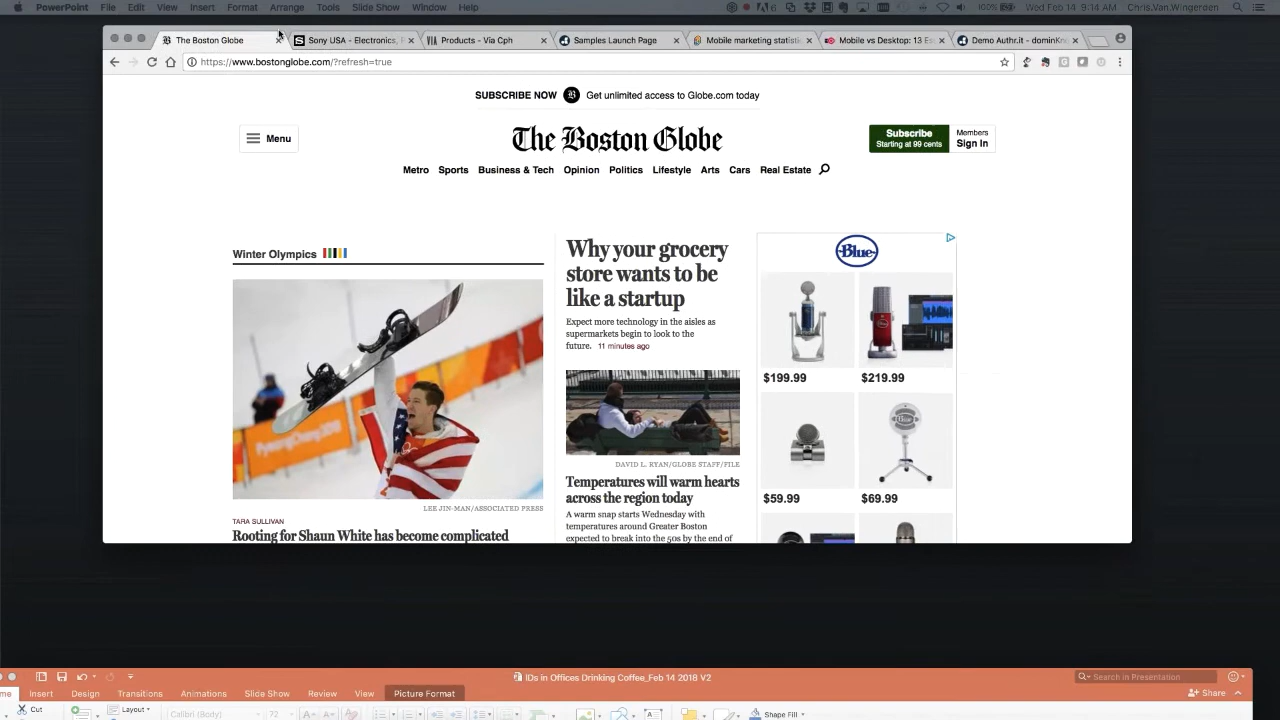 PowerPoint File Edit View Insert Format Arrange Tools Slide Show Window Help
100% Wed Feb 14 9:14 AM Chris.Van.Wingerden
The Boston Globe
Sony USA - Electronics, P
Products - Via Cph
Samples Launch Page
Mobile marketing statisti
Mobile vs Desktop: 13 Es
Demo Authr.it - dominKn
https://www.bostonglobe.com/?refresh=true
SUBSCRIBE NOW B Get unlimited access to Globe.com today
Menu
The Boston Globe
Subscribe
Starting at 99 cents
Members
Sign In
Metro Sports Business & Tech Opinion Politics Lifestyle Arts Cars Real Estate
Winter Olympics
LEE JIN-MAN/ASSOCIATED PRESS
TARA SULLIVAN
Rooting for Shaun White has become complicated
Why your grocery
store wants to be
like a startup
Expect more technology in the aisles as
supermarkets begin to look to the
future. 11 minutes ago
DAVID L. RYAN/GLOBE STAFF/FILE
Temperatures will warm hearts
across the region today
A warm snap starts Wednesday with
temperatures around Greater Boston
expected to break into the 50s by the end of
Blue
$199.99 $219.99
$59.99 $69.99
IDs in Offices Drinking Coffee_Feb 14 2018 V2
Search in Presentation
me Insert Design Transitions Animations Slide Show Review View Picture Format
Share
Cut Layout Calibri (Body) 72 Shape Fill